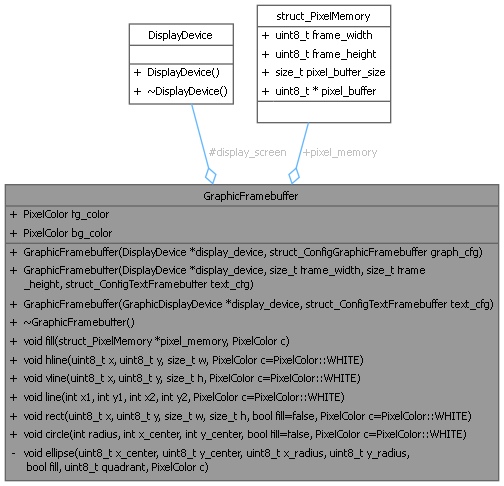 DisplayDevice
+ DisplayDevice()
+ ~DisplayDevice()
struct_PixelMemory
+ uint8_t frame_width
+ uint8_t frame_height
+ size_t pixel_buffer_size
+ uint8_t * pixel_buffer
#display_screen
+pixel_memory
GraphicFramebuffer
+ PixelColor fg_color
+ PixelColor bg_color
+ GraphicFramebuffer(DisplayDevice *display_device, struct_ConfigGraphicFramebuffer graph_cfg)
+ GraphicFramebuffer(DisplayDevice *display_device, size_t frame_width, size_t frame
_height, struct_ConfigTextFramebuffer text_cfg)
+ GraphicFramebuffer(GraphicDisplayDevice *display_device, struct_ConfigTextFramebuffer text_cfg)
+ ~GraphicFramebuffer()
+ void fill(struct_PixelMemory *pixel_memory, PixelColor c)
+ void hline(uint8_t x, uint8_t y, size_t w, PixelColor c=PixelColor::WHITE)
+ void vline(uint8_t x, uint8_t y, size_t h, PixelColor c=PixelColor::WHITE)
+ void line(int x1, int y1, int x2, int y2, PixelColor c=PixelColor::WHITE)
+ void rect(uint8_t x, uint8_t y, size_t w, size_t h, bool fill=false, PixelColor c=PixelColor::WHITE)
+ void circle(int radius, int x_center, int y_center, bool fill=false, PixelColor c=PixelColor::WHITE)
- void ellipse(uint8_t x_center, uint8_t y_center, uint8_t x_radius, uint8_t y_radius,
bool fill, uint8_t quadrant, PixelColor c)